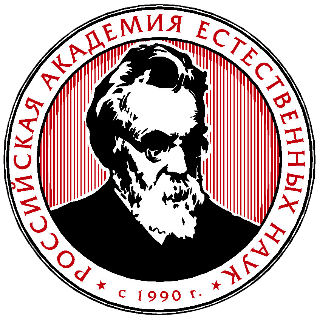 РОССИЙСКАЯ АКАДЕМИЯ ЕСТЕСТВЕННЫХ НАУК
★ с 1990 г. ★